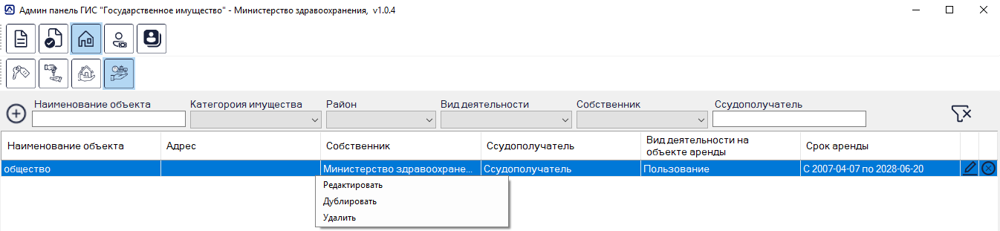 Админ панель ГИС "Государственное имущество" - Министерство здравоохранения, v1.0.4
Наименование объекта
Категороия имущества
Район
Вид деятельности
Собственник
Ссудополучатель
Наименование объекта
Адрес
Собственник
Ссудополучатель
Вид деятельности на
объекте аренды
Срок аренды
общество
Министерство здравоохране...
Ссудополучатель
Пользование
С 2007-04-07 по 2028-06-20
Редактировать
Дублировать
Удалить